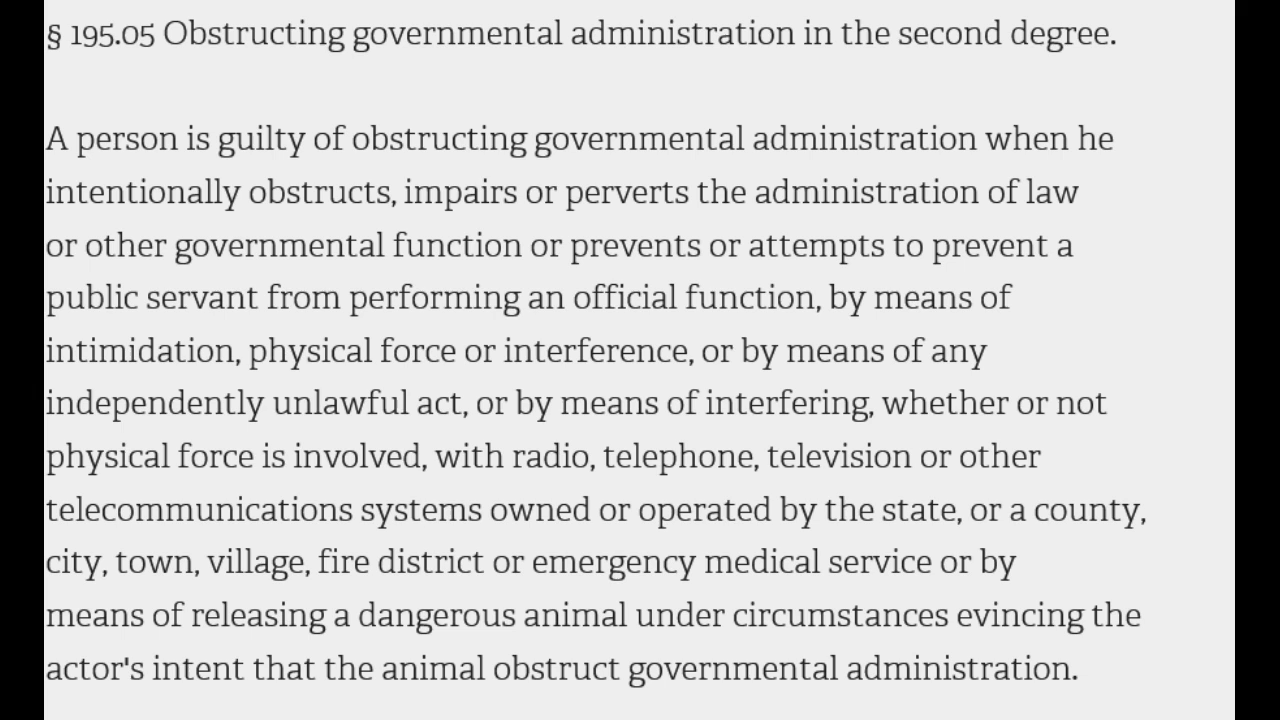 § 195.05 Obstructing governmental administration in the second degree.
A person is guilty of obstructing governmental administration when he
intentionally obstructs, impairs or perverts the administration of law
or other governmental function or prevents or attempts to prevent a
public servant from performing an official function, by means of
intimidation, physical force or interference, or by means of any
independently unlawful act, or by means of interfering, whether or not
physical force is involved, with radio, telephone, television or other
telecommunications systems owned or operated by the state, or a county,
city, town, village, fire district or emergency medical service or by
means of releasing a dangerous animal under circumstances evincing the
actor's intent that the animal obstruct governmental administration.